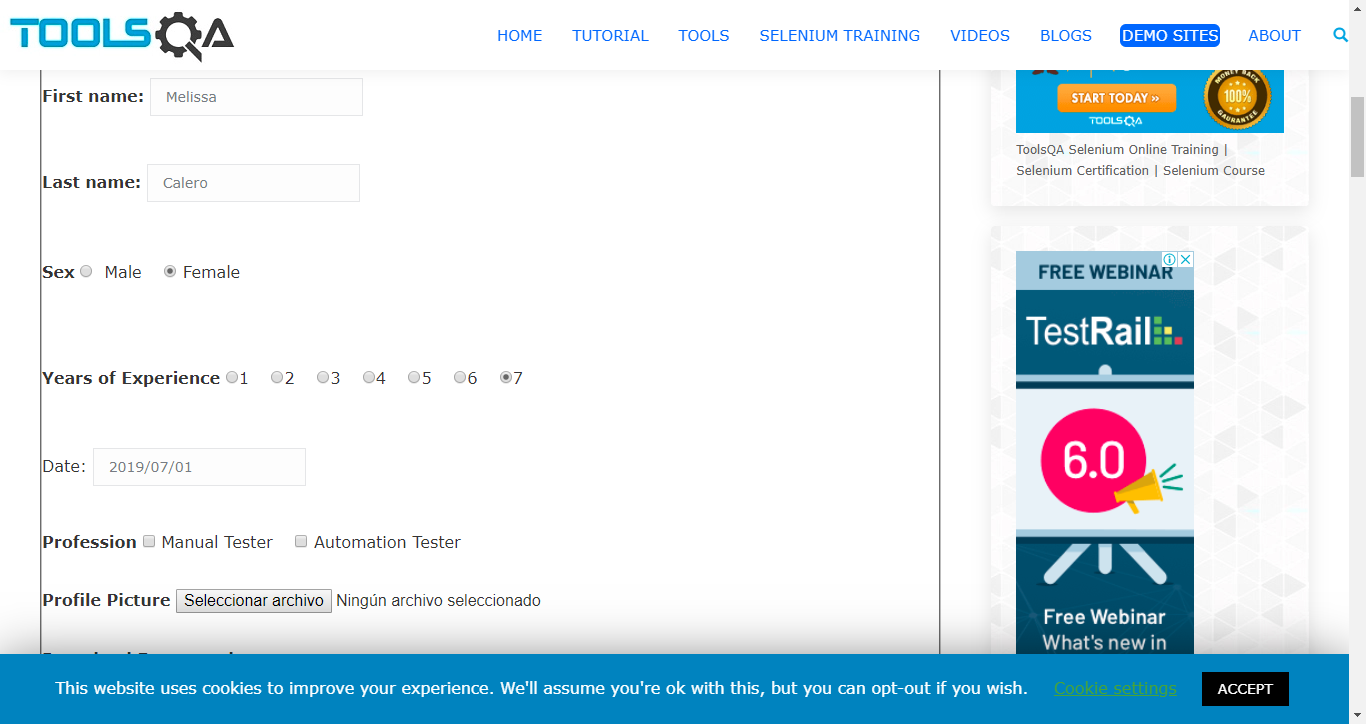 TOOLSQA
HOME TUTORIAL TOOLS SELENIUM TRAINING VIDEOS BLOGS DEMO SITES ABOUT
First name: Melissa
Last name: Calero
Sex Male Female
Years of Experience 1 2 3 4 5 6 7
Date: 2019/07/01
Profession Manual Tester Automation Tester
Profile Picture Seleccionar archivo Ningún archivo seleccionado
START TODAY »
TOOLSQA
MONEY BACK
100%
GAURANTEE
ToolsQA Selenium Online Training |
Selenium Certification | Selenium Course
FREE WEBINAR
TestRail
6.0
Free Webinar
What's new in
This website uses cookies to improve your experience. We'll assume you're ok with this, but you can opt-out if you wish. Cookie settings ACCEPT